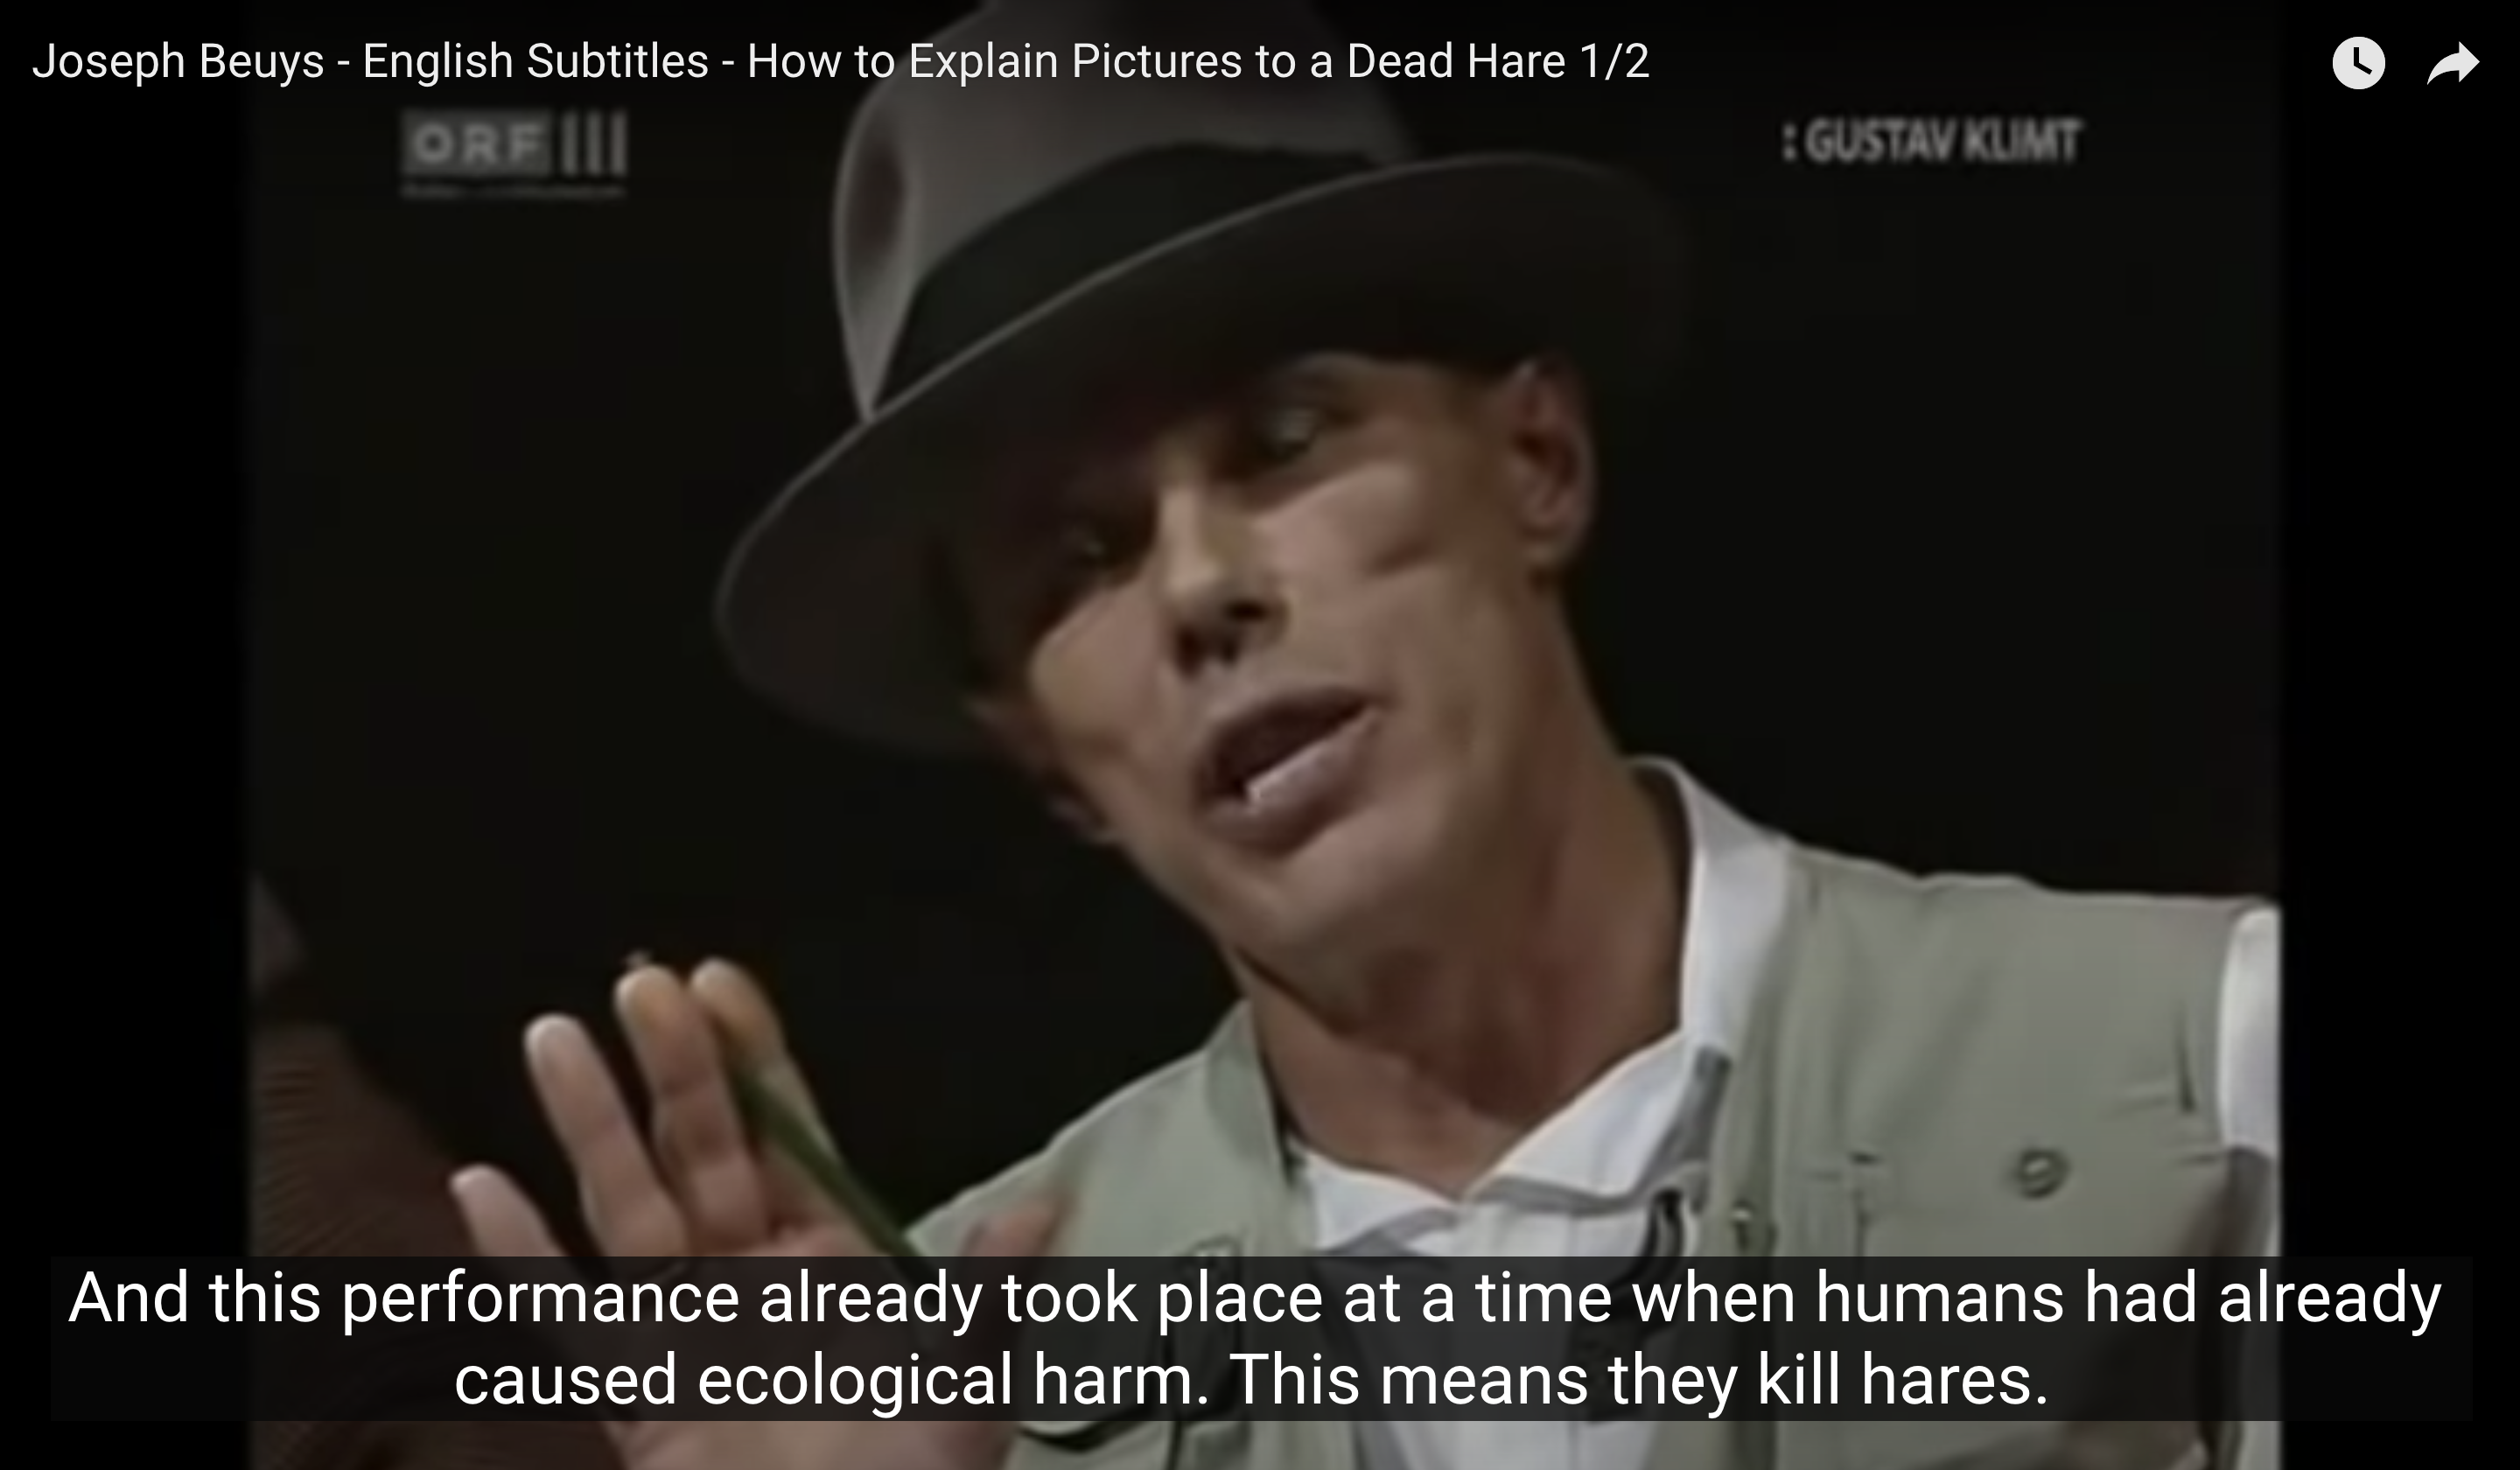 Joseph Beuys - English Subtitles - How to Explain Pictures to a Dead Hare 1/2
ORF III
: GUSTAV KLIMT
And this performance already took place at a time when humans had already
caused ecological harm. This means they kill hares.